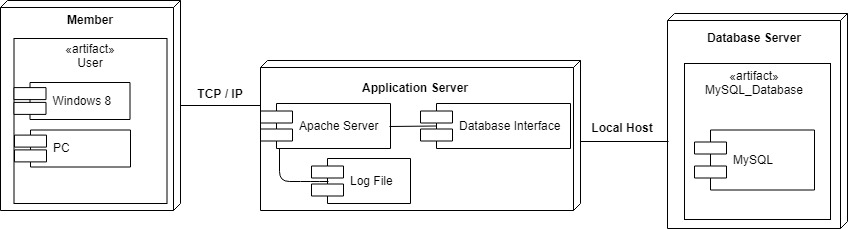 Member
«artifact»
User
Windows 8
PC
TCP / IP
Application Server
Apache Server
Database Interface
Log File
Local Host
Database Server
«artifact»
MySQL_Database
MySQL